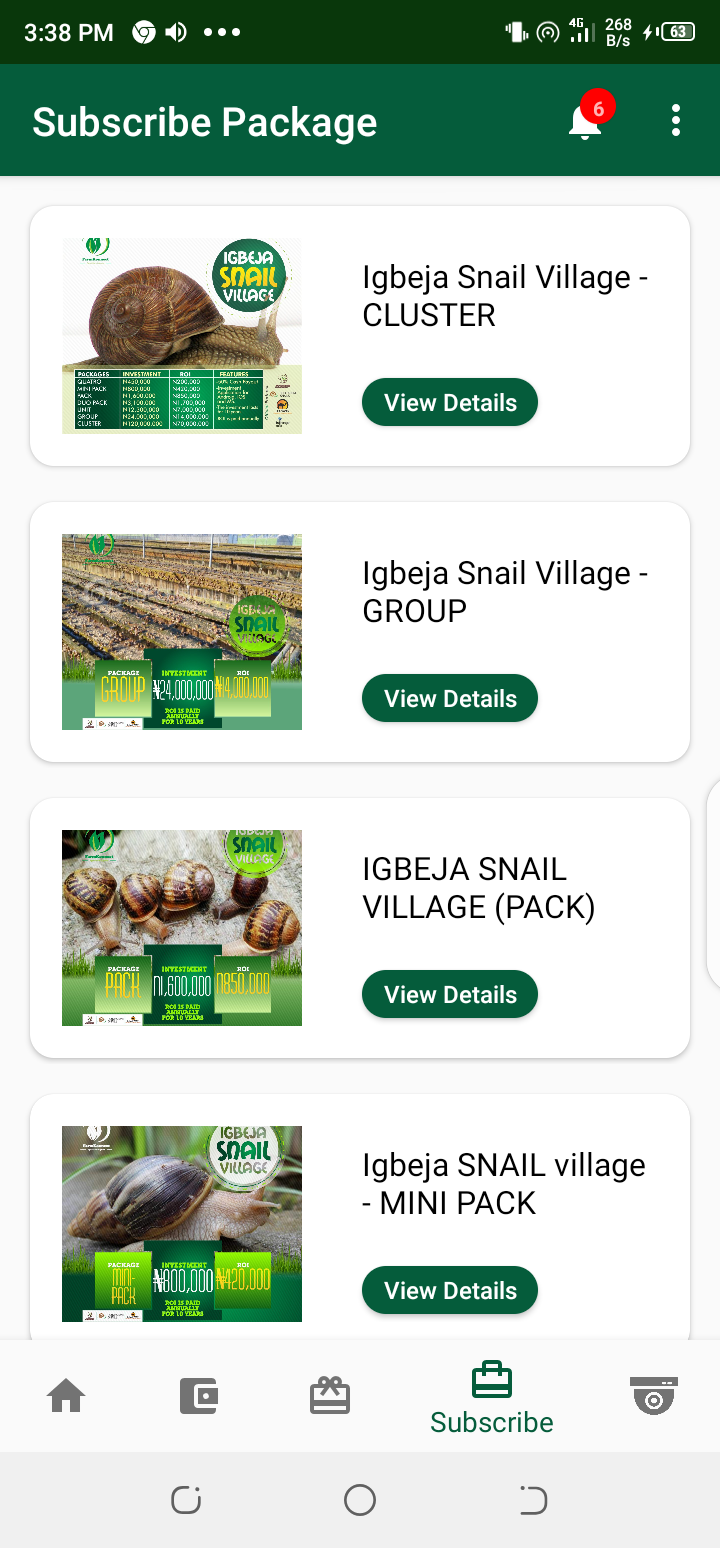 3:38 PM
4G
268
B/s
63
Subscribe Package
6
IGBEJA
SNAIL
VILLAGE
PACKAGES INVESTMENT ROI FEATURES
QUATRO N450,000 N200,000
MINI PACK N800,000 N420,000
PACK N1,600,000 N850,000
DUO PACK N3,100,000 N1,700,000
UNIT N12,300,000 N7,000,000
GROUP N24,000,000 N14,000,000
CLUSTER N120,000,000 N70,000,000
Igbeja Snail Village -
CLUSTER
View Details
IGBEJA
SNAIL
VILLAGE
PACKAGE INVESTMENT ROI
GROUP ₦24,000,000 ₦14,000,000
ROI IS PAID
ANNUALLY
FOR 10 YEARS
Igbeja Snail Village -
GROUP
View Details
IGBEJA
SNAIL
VILLAGE
FarmKonnect
PACKAGE INVESTMENT ROI
PACK n1,600,000 n850,000
ROI IS PAID
ANNUALLY
FOR 10 YEARS
IGBEJA SNAIL
VILLAGE (PACK)
View Details
IGBEJA
SNAIL
VILLAGE
FarmKonnect
PACKAGE INVESTMENT ROI
MINI-
PACK ₦800,000 ₦420,000
ROI IS PAID
ANNUALLY
FOR 10 YEARS
Igbeja SNAIL village
- MINI PACK
View Details
Subscribe